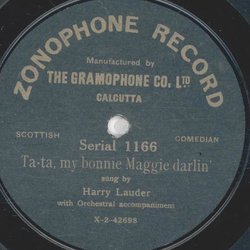 ZONOPHONE RECORD
Manufactured by
THE GRAMOPHONE CO. LTD
CALCUTTA
SCOTTISH
COMEDIAN
Serial 1166
Ta-ta, my bonnie Maggie darlin'
sung by
Harry Lauder
with Orchestral accompaniment
X-2-42698